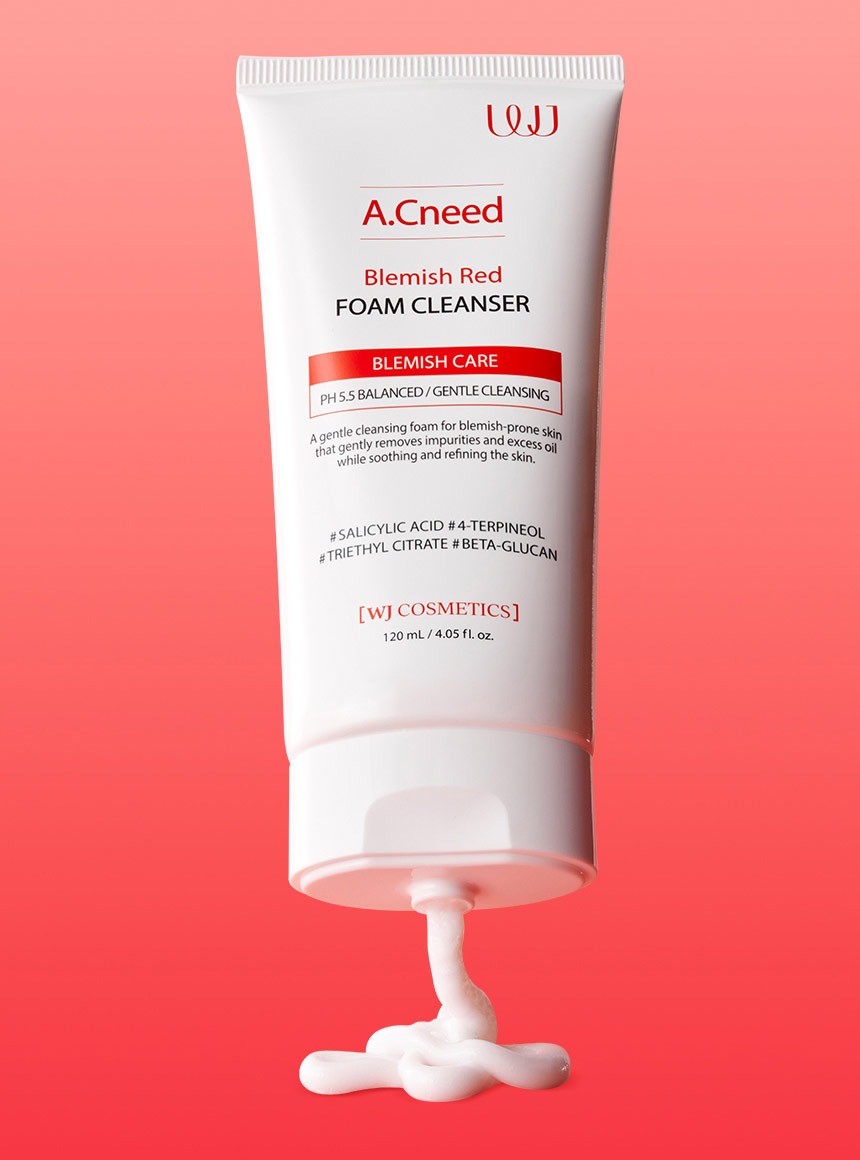 WJ
A.Cneed
Blemish Red
FOAM CLEANSER
BLEMISH CARE
PH 5.5 BALANCED / GENTLE CLEANSING
A gentle cleansing foam for blemish-prone skin
that gently removes impurities and excess oil
while soothing and refining the skin.
#SALICYLIC ACID #4-TERPINEOL
#TRIETHYL CITRATE #BETA-GLUCAN
[WJ COSMETICS]
120 mL / 4.05 fl. oz.